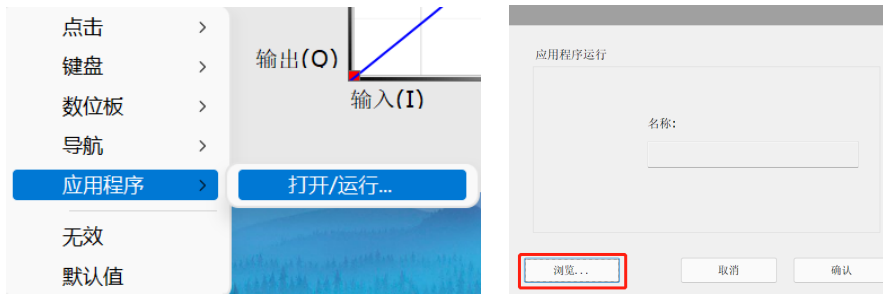 点击
键盘
数位板
导航
应用程序
无效
默认值
输出(Q)
输入(I)
打开/运行...
应用程序运行
名称:
浏览...
取消
确认